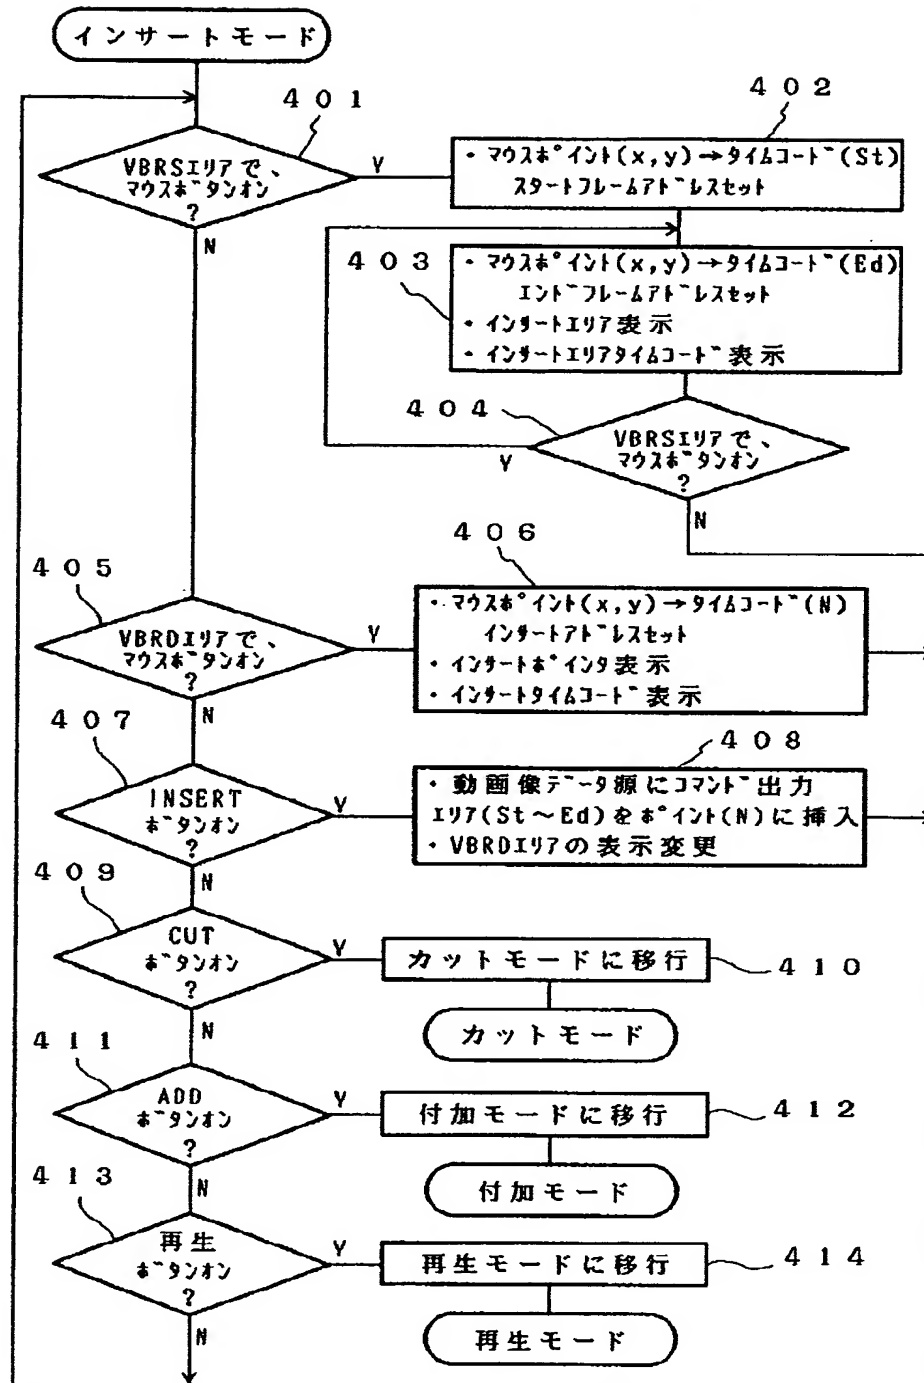 インサートモード
401
VBRSエリアで、
マウスボタンオン
?
Y
N
402
・マウスポイント(x,y)→タイムコード(St)
スタートフレームアドレスセット
403
・マウスポイント(x,y)→タイムコード(Ed)
エンドフレームアドレスセット
・インサートエリア表示
・インサートエリアタイムコード表示
404
VBRSエリアで、
マウスボタンオン
?
Y
N
405
VBRDエリアで、
マウスボタンオン
?
Y
N
406
・マウスポイント(x,y)→タイムコード(N)
インサートアドレスセット
・インサートポインタ表示
・インサートタイムコード表示
407
INSERT
ボタンオン
?
Y
N
408
・動画像データ源にコマンド出力
エリア(St~Ed)をポイント(N)に挿入
・VBRDエリアの表示変更
409
CUT
ボタンオン
?
Y
N
カットモードに移行
410
カットモード
411
ADD
ボタンオン
?
Y
N
付加モードに移行
412
付加モード
413
再生
ボタンオン
?
Y
N
再生モードに移行
414
再生モード